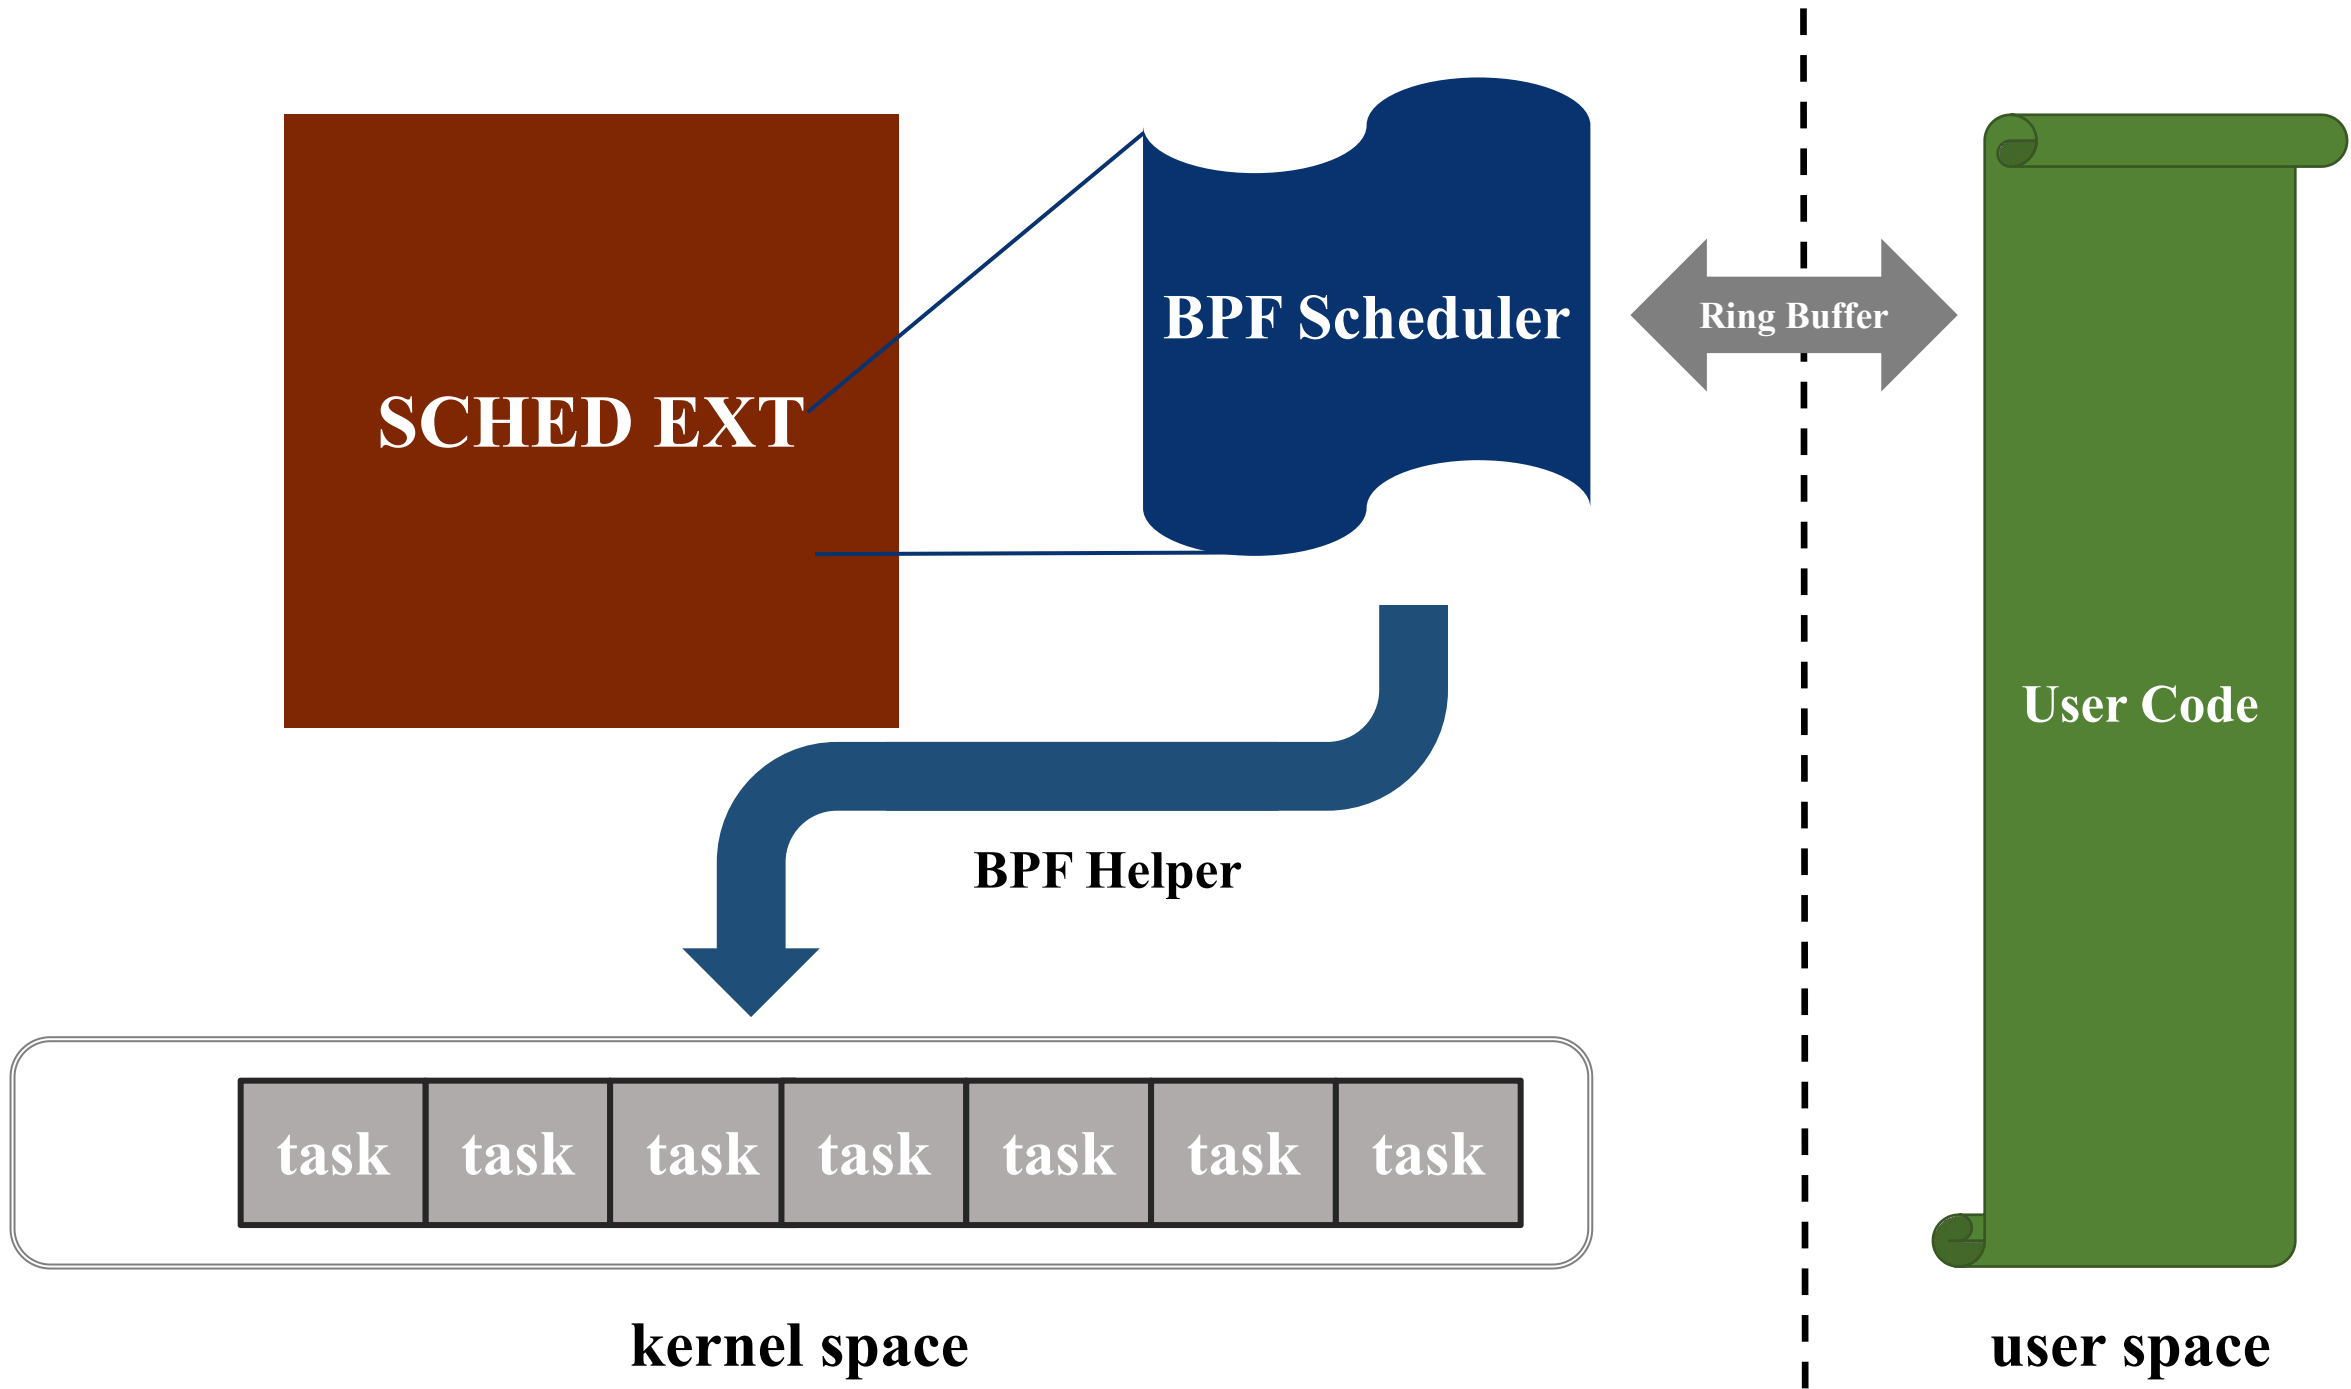 SCHED EXT
BPF Scheduler
Ring Buffer
User Code
BPF Helper
task task task task task task task
kernel space
user space